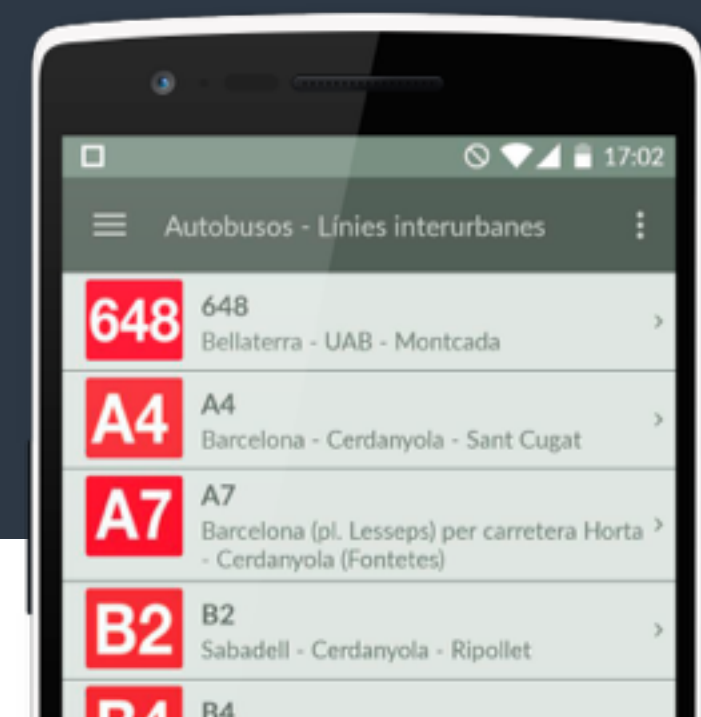 17:02
Autobusos - Línies interurbanes
648
648
Bellaterra - UAB - Montcada
A4
A4
Barcelona - Cerdanyola - Sant Cugat
A7
A7
Barcelona (pl. Lesseps) per carretera Horta
- Cerdanyola (Fontetes)
B2
B2
Sabadell - Cerdanyola - Ripollet
B4
B4